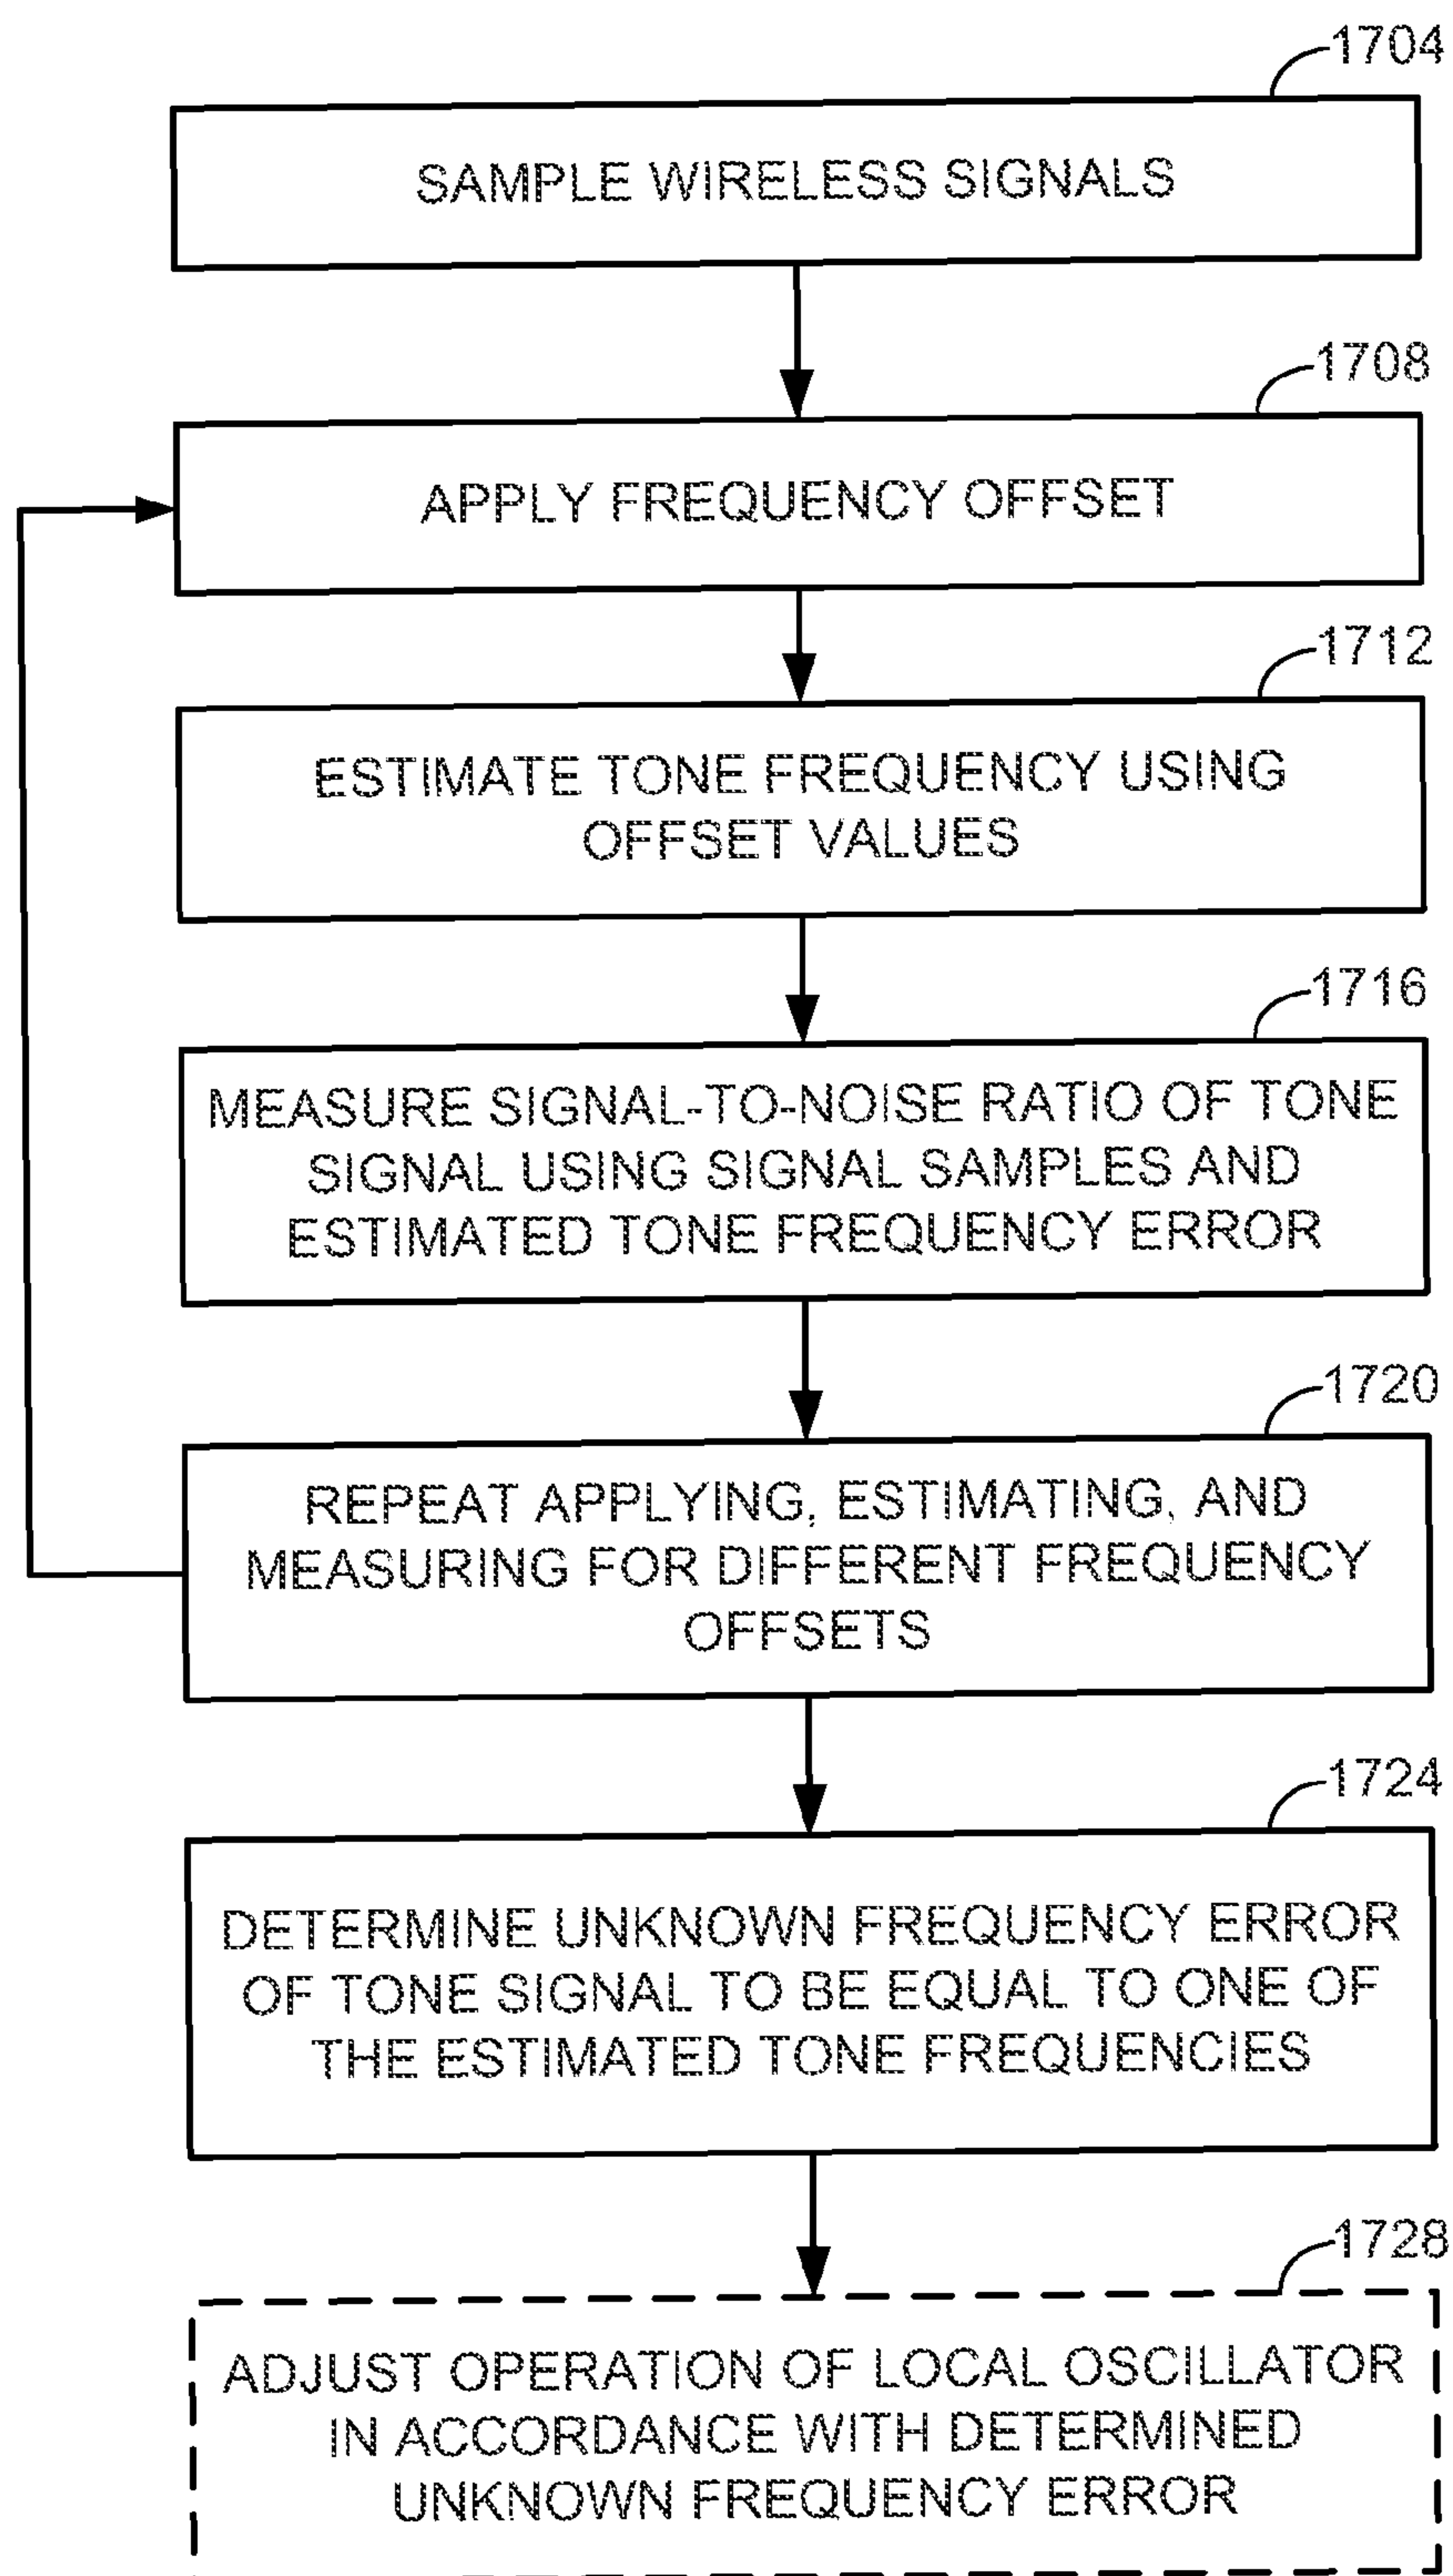 1704
SAMPLE WIRELESS SIGNALS
1708
APPLY FREQUENCY OFFSET
1712
ESTIMATE TONE FREQUENCY USING
OFFSET VALUES
1716
MEASURE SIGNAL-TO-NOISE RATIO OF TONE
SIGNAL USING SIGNAL SAMPLES AND
ESTIMATED TONE FREQUENCY ERROR
1720
REPEAT APPLYING, ESTIMATING, AND
MEASURING FOR DIFFERENT FREQUENCY
OFFSETS
1724
DETERMINE UNKNOWN FREQUENCY ERROR
OF TONE SIGNAL TO BE EQUAL TO ONE OF
THE ESTIMATED TONE FREQUENCIES
1728
ADJUST OPERATION OF LOCAL OSCILLATOR
IN ACCORDANCE WITH DETERMINED
UNKNOWN FREQUENCY ERROR